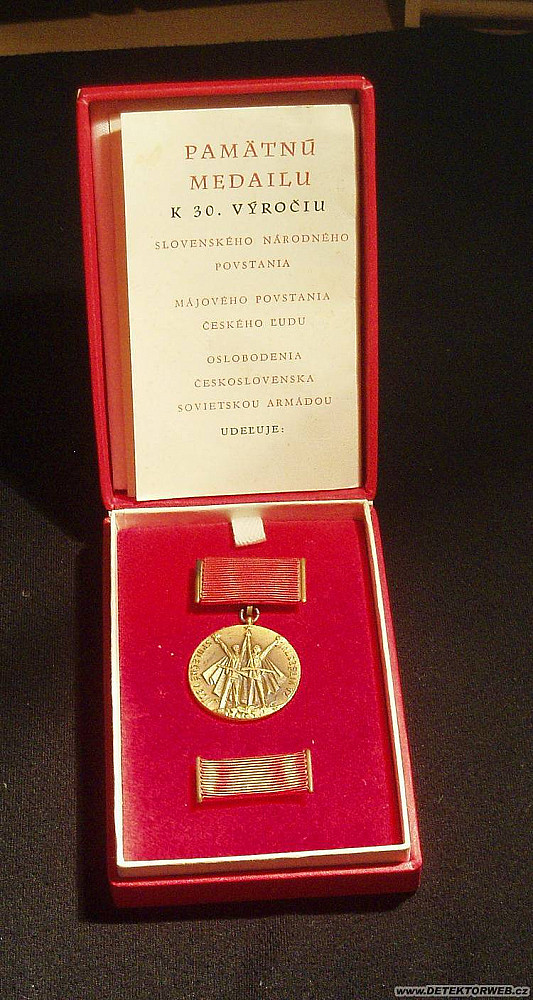 PAMÄTNÚ
MEDAILU
K 30. VÝROČIU
SLOVENSKÉHO NÁRODNÉHO
POVSTANIA
MÁJOVÉHO POVSTANIA
ČESKÉHO ĽUDU
OSLOBODENIA
ČESKOSLOVENSKA
SOVIETSKOU ARMÁDOU
UDEĽUJE:
www.DETEKTORWEB.cz